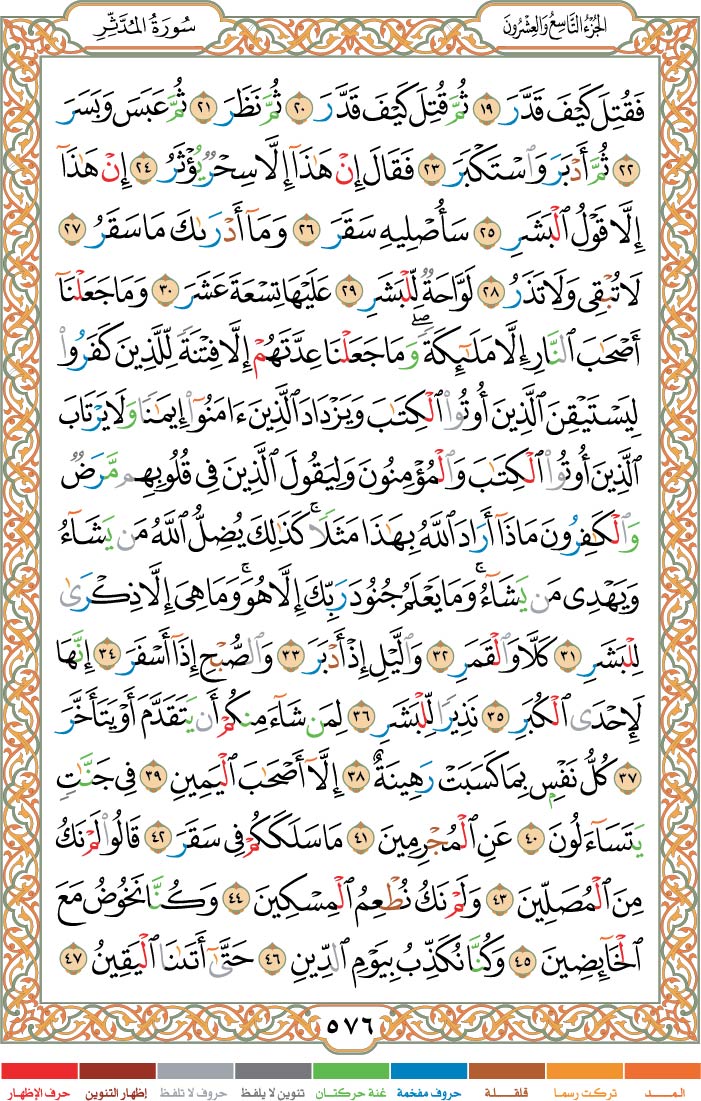 سُورَةُ المُدَّثِّرِ
الجُزْءُ التَّاسِعُ وَالعِشْرُونَ
فَقُتِلَ كَيْفَ قَدَّرَ ١٩ ثُمَّ قُتِلَ كَيْفَ قَدَّرَ ٢٠ ثُمَّ نَظَرَ ٢١ ثُمَّ عَبَسَ وَبَسَرَ
٢٢ ثُمَّ أَدْبَرَ وَٱسْتَكْبَرَ ٢٣ فَقَالَ إِنْ هَـٰذَآ إِلَّا سِحْرٌ يُؤْثَرُ ٢٤ إِنْ هَـٰذَآ
إِلَّا قَوْلُ ٱلْبَشَرِ ٢٥ سَأُصْلِيهِ سَقَرَ ٢٦ وَمَآ أَدْرَىٰكَ مَا سَقَرُ ٢٧
لَا تُبْقِى وَلَا تَذَرُ ٢٨ لَوَّاحَةٌ لِّلْبَشَرِ ٢٩ عَلَيْهَا تِسْعَةَ عَشَرَ ٣٠ وَمَا جَعَلْنَآ
أَصْحَـٰبَ ٱلنَّارِ إِلَّا مَلَـٰٓئِكَةً ۙ وَمَا جَعَلْنَا عِدَّتَهُمْ إِلَّا فِتْنَةً لِّلَّذِينَ كَفَرُوا۟
لِيَسْتَيْقِنَ ٱلَّذِينَ أُوتُوا۟ ٱلْكِتَـٰبَ وَيَزْدَادَ ٱلَّذِينَ ءَامَنُوٓا۟ إِيمَـٰنًا وَلَا يَرْتَابَ
ٱلَّذِينَ أُوتُوا۟ ٱلْكِتَـٰبَ وَٱلْمُؤْمِنُونَ وَلِيَقُولَ ٱلَّذِينَ فِى قُلُوبِهِم مَّرَضٌ
وَٱلْكَـٰفِرُونَ مَاذَآ أَرَادَ ٱللَّهُ بِهَـٰذَا مَثَلًا ۚ كَذَٰلِكَ يُضِلُّ ٱللَّهُ مَن يَشَآءُ
وَيَهْدِى مَن يَشَآءُ ۚ وَمَا يَعْلَمُ جُنُودَ رَبِّكَ إِلَّا هُوَ ۚ وَمَا هِىَ إِلَّا ذِكْرَىٰ
لِلْبَشَرِ ٣١ كَلَّا وَٱلْقَمَرِ ٣٢ وَٱلَّيْلِ إِذْ أَدْبَرَ ٣٣ وَٱلصُّبْحِ إِذَآ أَسْفَرَ ٣٤ إِنَّهَا
لَإِحْدَى ٱلْكُبَرِ ٣٥ نَذِيرًا لِّلْبَشَرِ ٣٦ لِمَن شَآءَ مِنكُمْ أَن يَتَقَدَّمَ أَوْ يَتَأَخَّرَ
٣٧ كُلُّ نَفْسٍۭ بِمَا كَسَبَتْ رَهِينَةٌ ٣٨ إِلَّآ أَصْحَـٰبَ ٱلْيَمِينِ ٣٩ فِى جَنَّـٰتٍ
يَتَسَآءَلُونَ ٤٠ عَنِ ٱلْمُجْرِمِينَ ٤١ مَا سَلَكَكُمْ فِى سَقَرَ ٤٢ قَالُوا۟ لَمْ نَكُ
مِنَ ٱلْمُصَلِّينَ ٤٣ وَلَمْ نَكُ نُطْعِمُ ٱلْمِسْكِينَ ٤٤ وَكُنَّا نَخُوضُ مَعَ
ٱلْخَآئِضِينَ ٤٥ وَكُنَّا نُكَذِّبُ بِيَوْمِ ٱلدِّينِ ٤٦ حَتَّىٰٓ أَتَىٰنَا ٱلْيَقِينُ ٤٧
٥٧٦
المــــد تركت رسما قلقـــلة حروف مفخمة غنة حركتان تنوين لا يلفظ حروف لا تلفظ إظهار التنوين حرف الإظهار